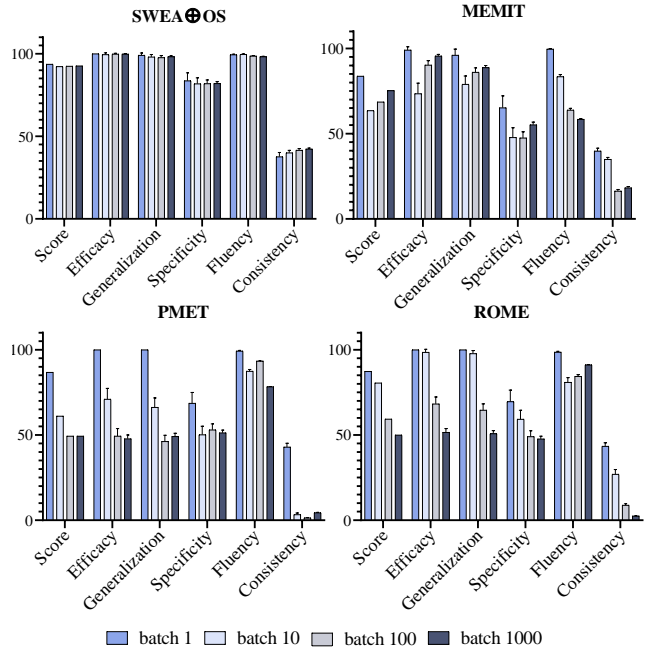 SWEA⊕OS
100
50
0
Score
Efficacy
Generalization
Specificity
Fluency
Consistency
MEMIT
100
50
0
Score
Efficacy
Generalization
Specificity
Fluency
Consistency
PMET
100
50
0
Score
Efficacy
Generalization
Specificity
Fluency
Consistency
ROME
100
50
0
Score
Efficacy
Generalization
Specificity
Fluency
Consistency
batch 1 batch 10 batch 100 batch 1000